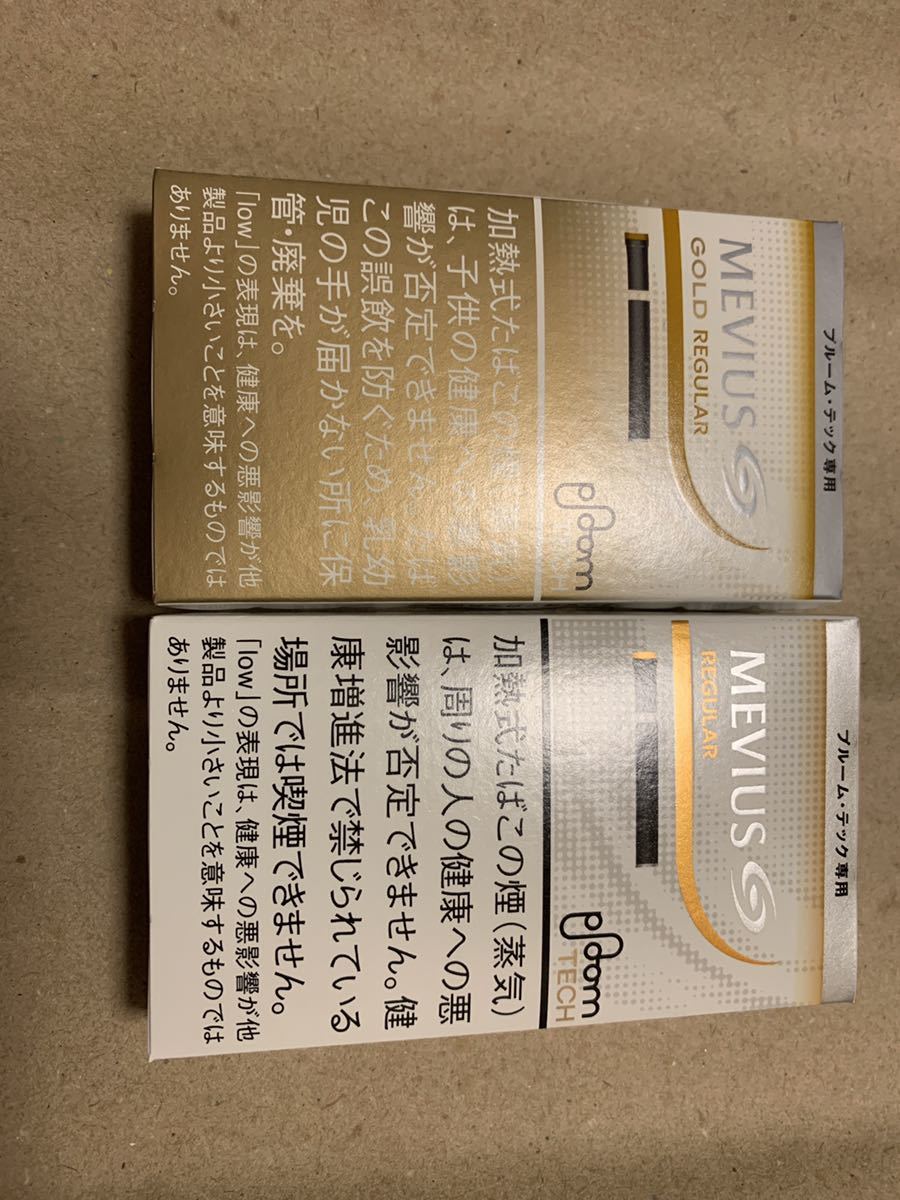 ブルーム・テック専用
MEVIUS
GOLD REGULAR
ploom
TECH
加熱式たばこの煙(蒸気)
は、子供の健康への悪影
響が否定できません。たば
この誤飲を防ぐため、乳幼
児の手が届かない所に保
管・廃棄を。
「low」の表現は、健康への悪影響が他
製品より小さいことを意味するものでは
ありません。
プルーム・テック専用
MEVIUS
REGULAR
ploom
TECH
加熱式たばこの煙(蒸気)
は、周りの人の健康への悪
影響が否定できません。健
康増進法で禁じられている
場所では喫煙できません。
「low」の表現は、健康への悪影響が他
製品より小さいことを意味するものでは
ありません。